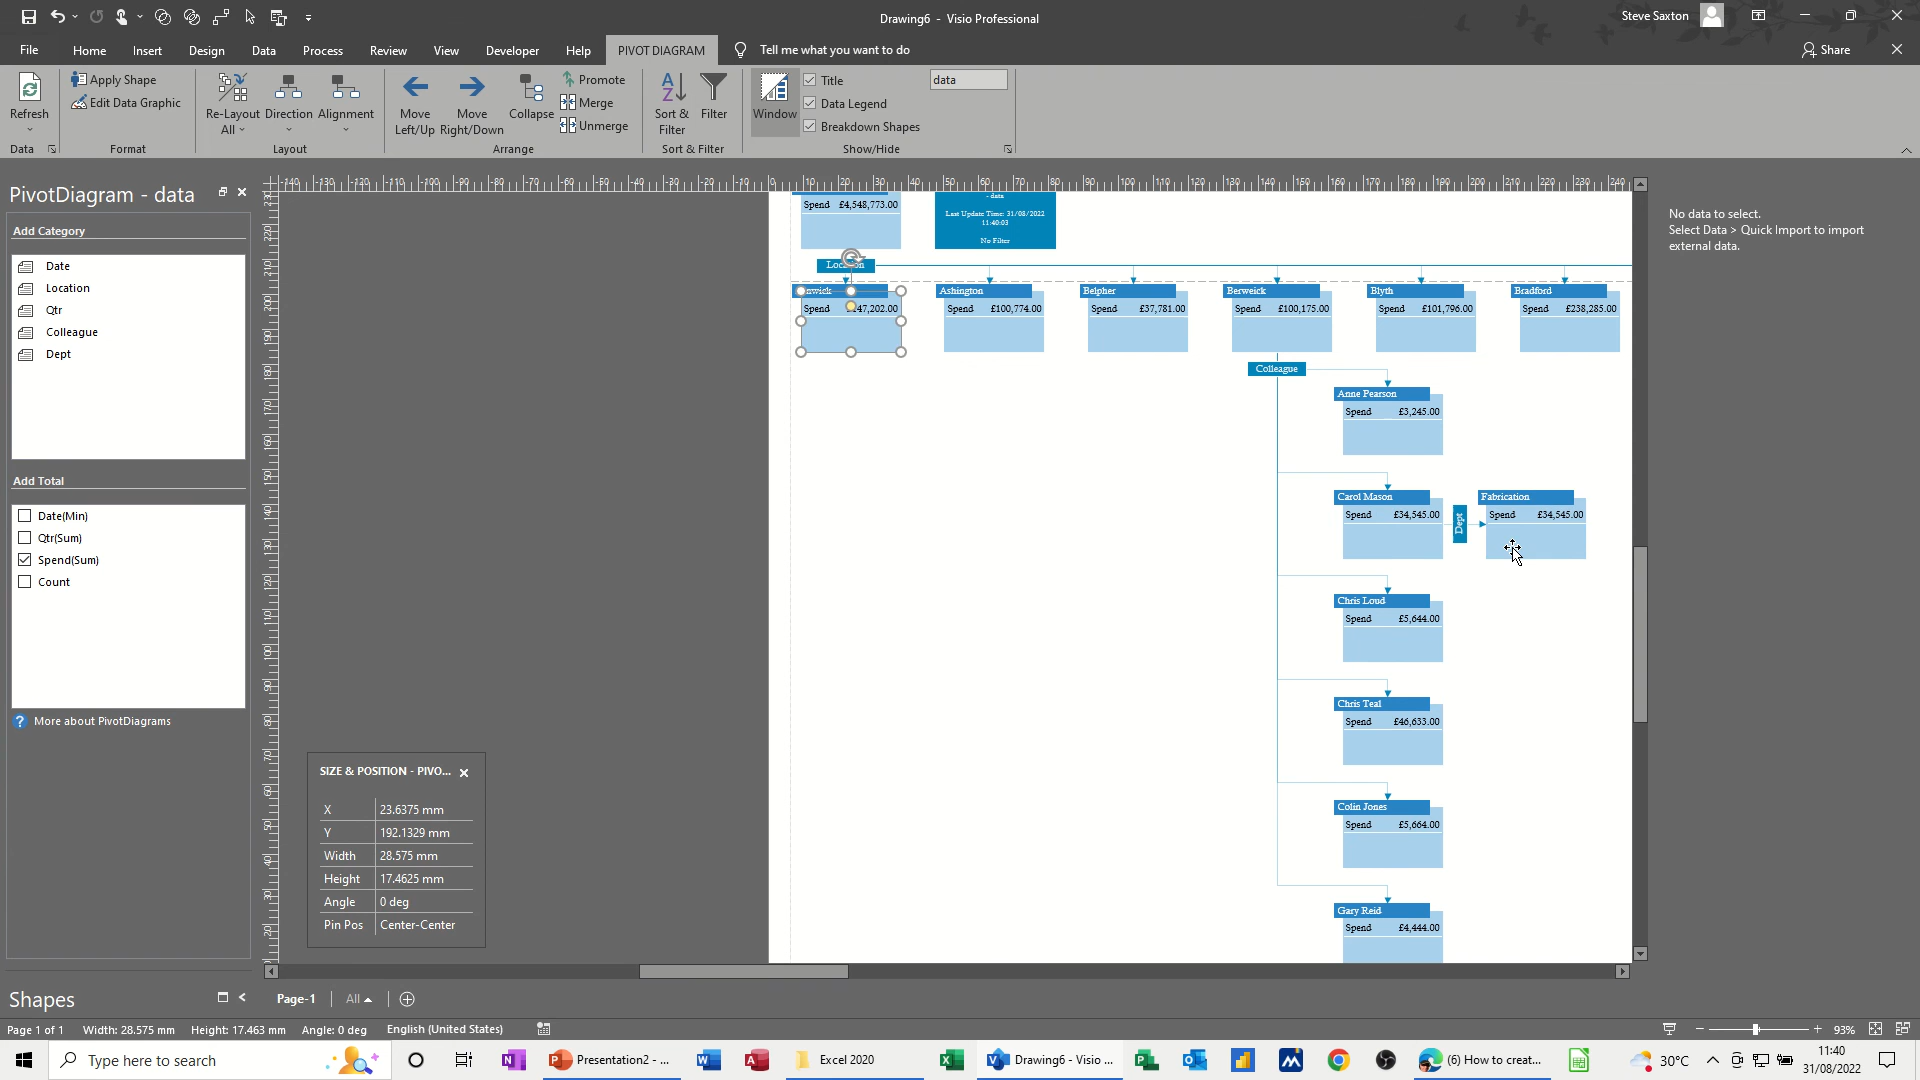 Drawing6 - Visio Professional
Steve Saxton
File Home Insert Design Data Process Review View Developer Help PIVOT DIAGRAM Tell me what you want to do Share
Refresh
Apply Shape
Edit Data Graphic
Re-Layout All
Direction
Alignment
Move Left/Up
Move Right/Down
Collapse
Promote
Merge
Unmerge
Sort & Filter
Filter
Window
Title
Data Legend
Breakdown Shapes
data
Data Format Layout Arrange Sort & Filter Show/Hide
PivotDiagram - data
Add Category
Date
Location
Qtr
Colleague
Dept
Add Total
Date(Min)
Qtr(Sum)
Spend(Sum)
Count
? More about PivotDiagrams
SIZE & POSITION - PIVO...
X 23.6375 mm
Y 192.1329 mm
Width 28.575 mm
Height 17.4625 mm
Angle 0 deg
Pin Pos Center-Center
Spend £4,548,773.00
- data
Last Update Time: 31/08/2022
11:40:03
No Filter
Ashington Belpher Berweick Blyth Bradford
Spend Spend £100,774.00 Spend £37,781.00 Spend £100,175.00 Spend £101,796.00 Spend £238,285.00
Colleague
Anne Pearson
Spend £3,245.00
Carol Mason
Spend £34,545.00
Dept
Fabrication
Spend £34,545.00
Chris Loud
Spend £5,644.00
Chris Teal
Spend £46,633.00
Colin Jones
Spend £5,664.00
Gary Reid
Spend £4,444.00
No data to select.
Select Data > Quick Import to import
external data.
Shapes
Page-1 All
Page 1 of 1 Width: 28.575 mm Height: 17.463 mm Angle: 0 deg English (United States) 93%
Type here to search
Presentation2 - ...
Excel 2020
Drawing6 - Visio ...
(6) How to creat...
30°C
11:40
31/08/2022